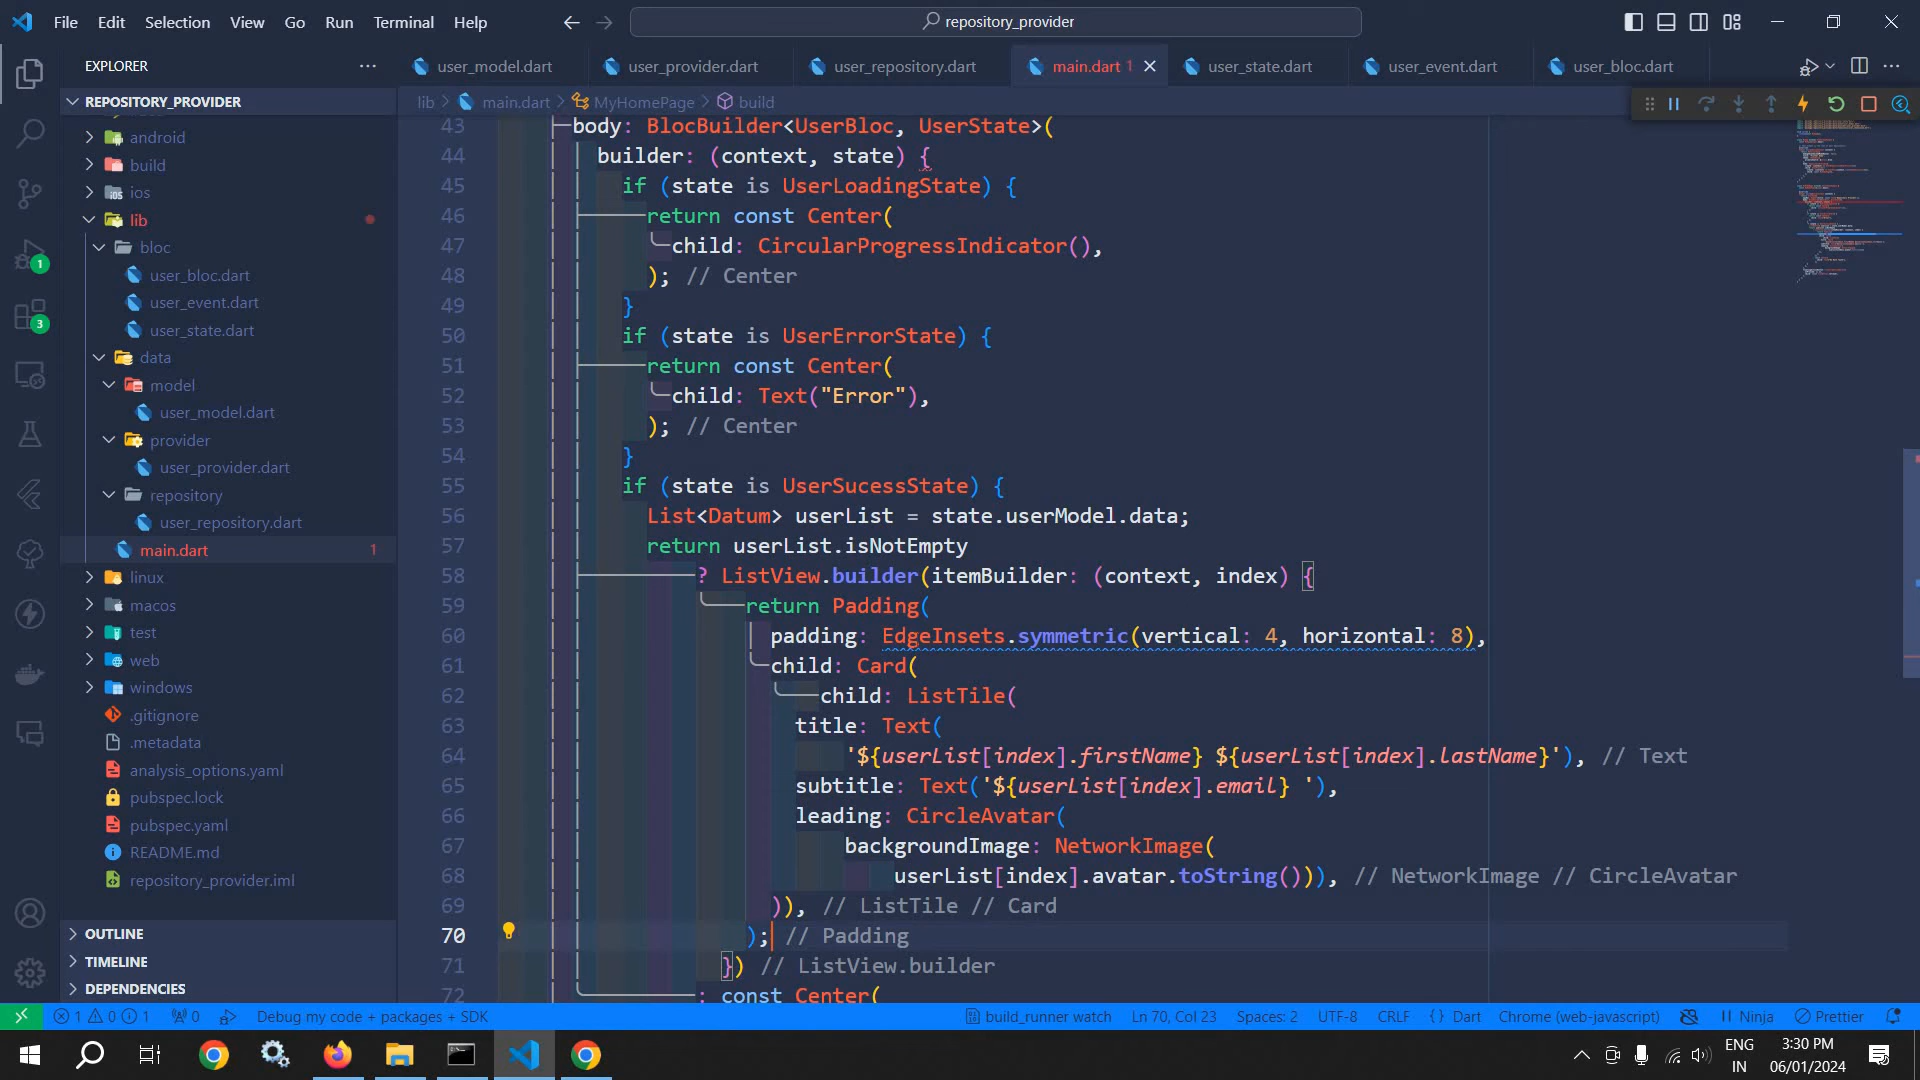 File Edit Selection View Go Run Terminal Help
repository_provider
EXPLORER
user_model.dart
user_provider.dart
user_repository.dart
main.dart 1
user_state.dart
user_event.dart
user_bloc.dart
REPOSITORY_PROVIDER
lib > main.dart > MyHomePage > build
android
build
ios
lib
bloc
user_bloc.dart
user_event.dart
user_state.dart
data
model
user_model.dart
provider
user_provider.dart
repository
user_repository.dart
main.dart 1
linux
macos
test
web
windows
.gitignore
.metadata
analysis_options.yaml
pubspec.lock
pubspec.yaml
README.md
repository_provider.iml
OUTLINE
TIMELINE
DEPENDENCIES
1
3
43 body: BlocBuilder<UserBloc, UserState>(
44 builder: (context, state) {
45 if (state is UserLoadingState) {
46 return const Center(
47 child: CircularProgressIndicator(),
48 ); // Center
49 }
50 if (state is UserErrorState) {
51 return const Center(
52 child: Text("Error"),
53 ); // Center
54 }
55 if (state is UserSucessState) {
56 List<Datum> userList = state.userModel.data;
57 return userList.isNotEmpty
58 ? ListView.builder(itemBuilder: (context, index) {
59 return Padding(
60 padding: EdgeInsets.symmetric(vertical: 4, horizontal: 8),
61 child: Card(
62 child: ListTile(
63 title: Text(
64 '${userList[index].firstName} ${userList[index].lastName}'), // Text
65 subtitle: Text('${userList[index].email} '),
66 leading: CircleAvatar(
67 backgroundImage: NetworkImage(
68 userList[index].avatar.toString())), // NetworkImage // CircleAvatar
69 )), // ListTile // Card
70 ); // Padding
71 }) // ListView.builder
72 : const Center(
1 0 1 0 Debug my code + packages + SDK
build_runner watch Ln 70, Col 23 Spaces: 2 UTF-8 CRLF {} Dart Chrome (web-javascript) Ninja Prettier
ENG
IN
3:30 PM
06/01/2024